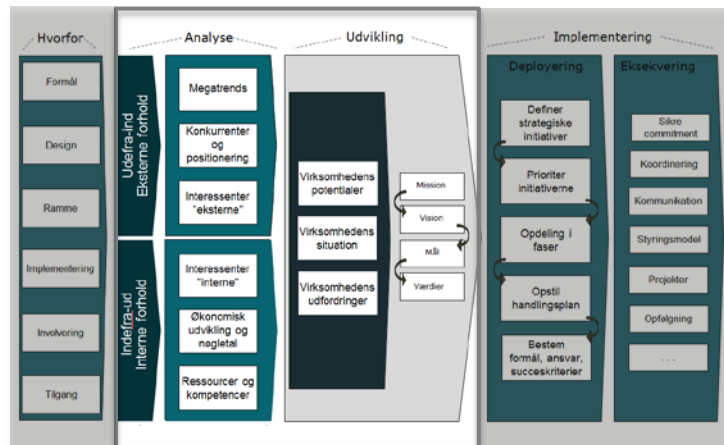 Hvorfor
Formål
Design
Ramme
Implementering
Involvering
Tilgang
Analyse
Udefra-ind
Eksterne forhold
Megatrends
Konkurrenter
og
positionering
Interessenter
"eksterne"
Indefra-ud
Interne forhold
Interessenter
"interne"
Økonomisk
udvikling og
nøgletal
Ressourcer og
kompetencer
Udvikling
Virksomhedens
potentialer
Virksomhedens
situation
Virksomhedens
udfordringer
Mission
Vision
Mål
Værdier
Implementering
Deployering
Definer
strategiske
initiativer
Prioriter
initiativerne
Opdeling i
faser
Opstil
handlingsplan
Bestem
formål, ansvar,
succeskriterier
Eksekvering
Sikre
commitment
Koordinering
Kommunikation
Styringsmodel
Projekter
Opfølgning
. . .